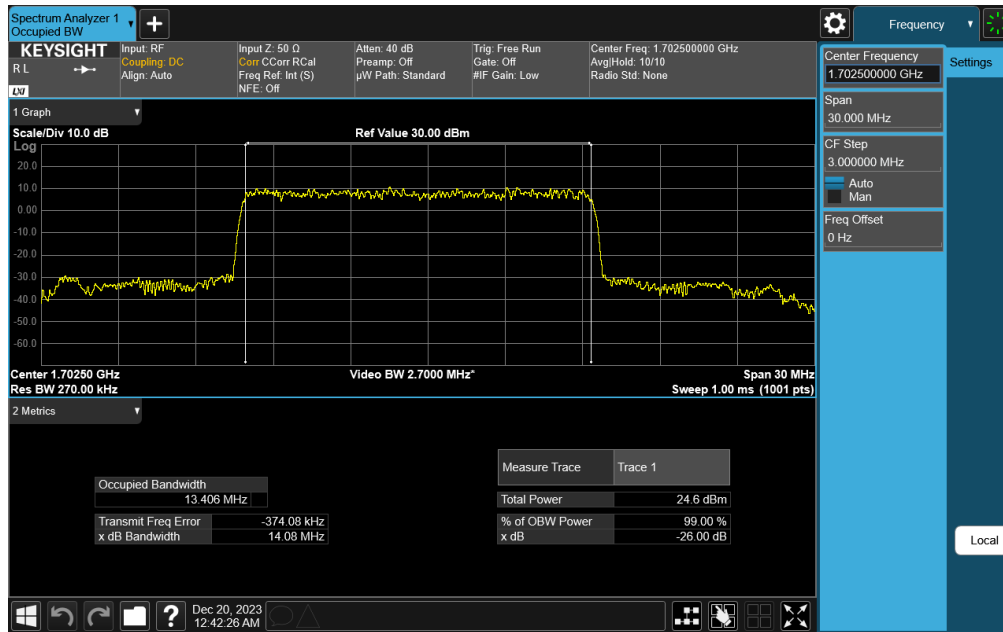 Spectrum Analyzer 1
Occupied BW
Frequency
KEYSIGHT
R L
LXI
Input: RF
Coupling: DC
Align: Auto
Input Z: 50 Ω
Corr CCorr RCal
Freq Ref: Int (S)
NFE: Off
Atten: 40 dB
Preamp: Off
µW Path: Standard
Trig: Free Run
Gate: Off
#IF Gain: Low
Center Freq: 1.702500000 GHz
Avg|Hold: 10/10
Radio Std: None
Center Frequency
1.702500000 GHz
Settings
Span
30.000 MHz
CF Step
3.000000 MHz
Auto
Man
Freq Offset
0 Hz
Local
1 Graph
Scale/Div 10.0 dB
Ref Value 30.00 dBm
Log
20.0
10.0
0.00
-10.0
-20.0
-30.0
-40.0
-50.0
-60.0
Center 1.70250 GHz
Video BW 2.7000 MHz*
Span 30 MHz
Res BW 270.00 kHz
Sweep 1.00 ms (1001 pts)
2 Metrics
Measure Trace
Trace 1
Occupied Bandwidth
13.406 MHz
Total Power
24.6 dBm
Transmit Freq Error
-374.08 kHz
% of OBW Power
99.00 %
x dB Bandwidth
14.08 MHz
x dB
-26.00 dB
?
Dec 20, 2023
12:42:26 AM